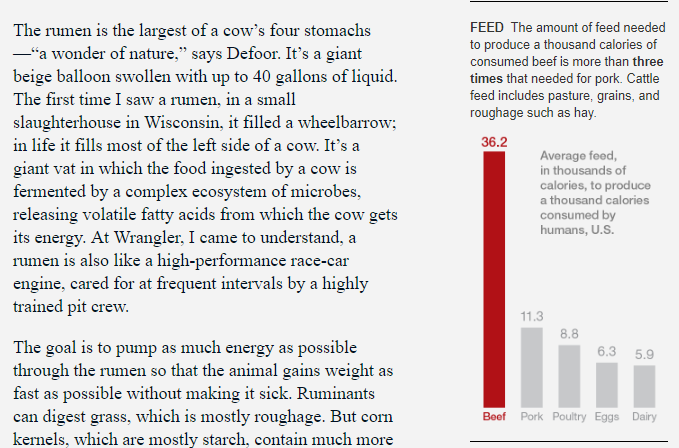 The rumen is the largest of a cow’s four stomachs
—“a wonder of nature,” says Defoor. It’s a giant
beige balloon swollen with up to 40 gallons of liquid.
The first time I saw a rumen, in a small
slaughterhouse in Wisconsin, it filled a wheelbarrow;
in life it fills most of the left side of a cow. It’s a
giant vat in which the food ingested by a cow is
fermented by a complex ecosystem of microbes,
releasing volatile fatty acids from which the cow gets
its energy. At Wrangler, I came to understand, a
rumen is also like a high-performance race-car
engine, cared for at frequent intervals by a highly
trained pit crew.
The goal is to pump as much energy as possible
through the rumen so that the animal gains weight as
fast as possible without making it sick. Ruminants
can digest grass, which is mostly roughage. But corn
kernels, which are mostly starch, contain much more
FEED The amount of feed needed
to produce a thousand calories of
consumed beef is more than three
times that needed for pork. Cattle
feed includes pasture, grains, and
roughage such as hay.
36.2
Average feed,
in thousands of
calories, to produce
a thousand calories
consumed by
humans, U.S.
11.3
8.8
6.3
5.9
Beef Pork Poultry Eggs Dairy